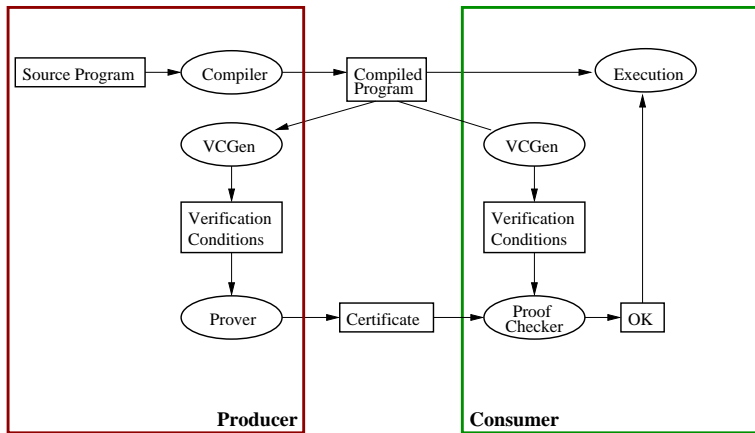 Source Program
Compiler
Compiled
Program
Execution
VCGen
VCGen
Verification
Conditions
Verification
Conditions
Prover
Certificate
Proof
Checker
OK
Producer
Consumer